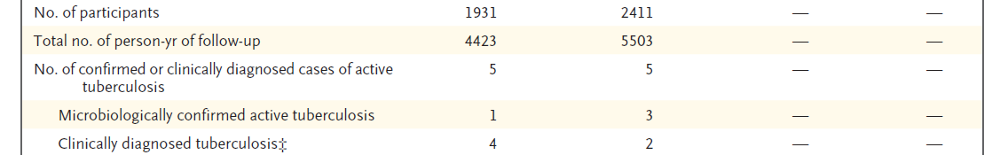 No. of participants 1931 2411 — —
Total no. of person-yr of follow-up 4423 5503 — —
No. of confirmed or clinically diagnosed cases of active 5 5 — —
tuberculosis
Microbiologically confirmed active tuberculosis 1 3 — —
Clinically diagnosed tuberculosis‡ 4 2 — —